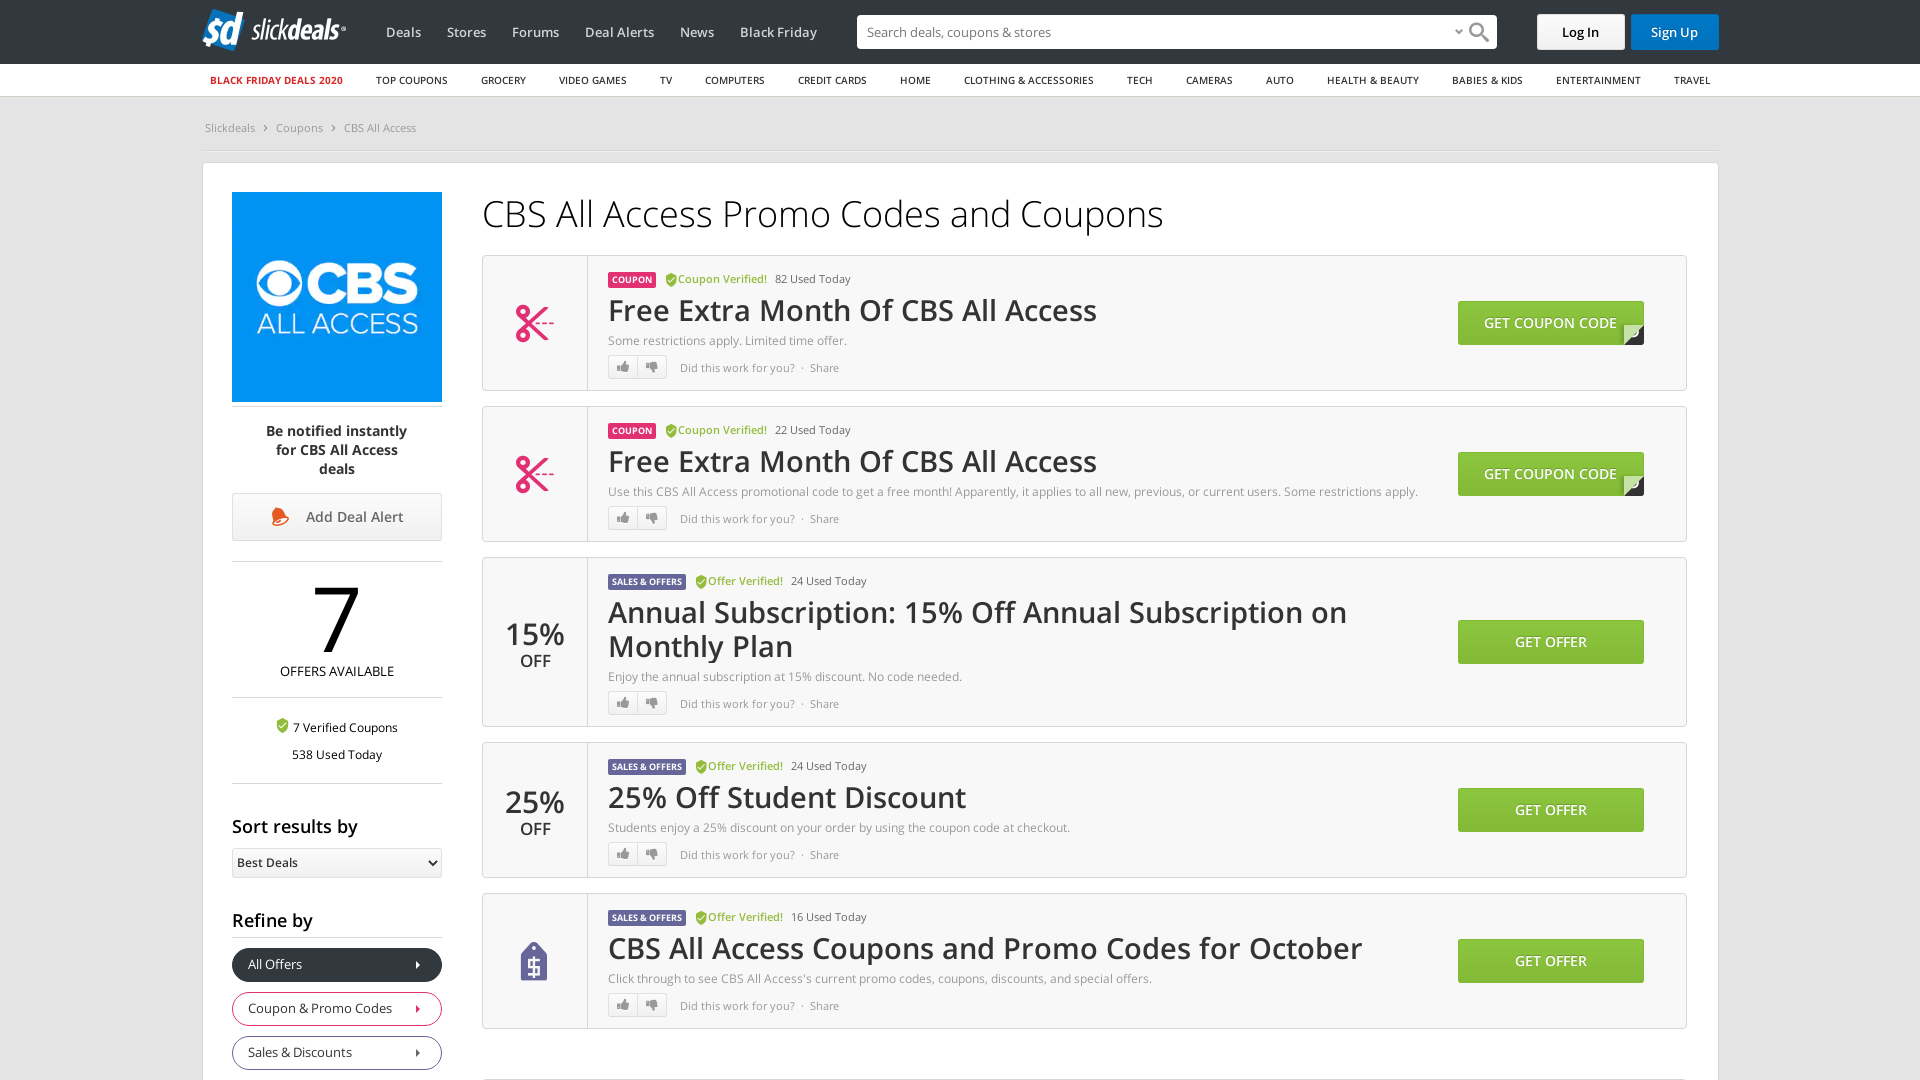 sd slickdeals
Deals Stores Forums Deal Alerts News Black Friday Search deals, coupons & stores Log In Sign Up
BLACK FRIDAY DEALS 2020 TOP COUPONS GROCERY VIDEO GAMES TV COMPUTERS CREDIT CARDS HOME CLOTHING & ACCESSORIES TECH CAMERAS AUTO HEALTH & BEAUTY BABIES & KIDS ENTERTAINMENT TRAVEL
Slickdeals > Coupons > CBS All Access
CBS
ALL ACCESS
Be notified instantly
for CBS All Access
deals
Add Deal Alert
7
OFFERS AVAILABLE
7 Verified Coupons
538 Used Today
Sort results by
Best Deals
Refine by
All Offers
Coupon & Promo Codes
Sales & Discounts
CBS All Access Promo Codes and Coupons
COUPON Coupon Verified! 82 Used Today
Free Extra Month Of CBS All Access
Some restrictions apply. Limited time offer.
Did this work for you? · Share
GET COUPON CODE
COUPON Coupon Verified! 22 Used Today
Free Extra Month Of CBS All Access
Use this CBS All Access promotional code to get a free month! Apparently, it applies to all new, previous, or current users. Some restrictions apply.
Did this work for you? · Share
GET COUPON CODE
15%
OFF
SALES & OFFERS Offer Verified! 24 Used Today
Annual Subscription: 15% Off Annual Subscription on
Monthly Plan
Enjoy the annual subscription at 15% discount. No code needed.
Did this work for you? · Share
GET OFFER
25%
OFF
SALES & OFFERS Offer Verified! 24 Used Today
25% Off Student Discount
Students enjoy a 25% discount on your order by using the coupon code at checkout.
Did this work for you? · Share
GET OFFER
SALES & OFFERS Offer Verified! 16 Used Today
CBS All Access Coupons and Promo Codes for October
Click through to see CBS All Access's current promo codes, coupons, discounts, and special offers.
Did this work for you? · Share
GET OFFER